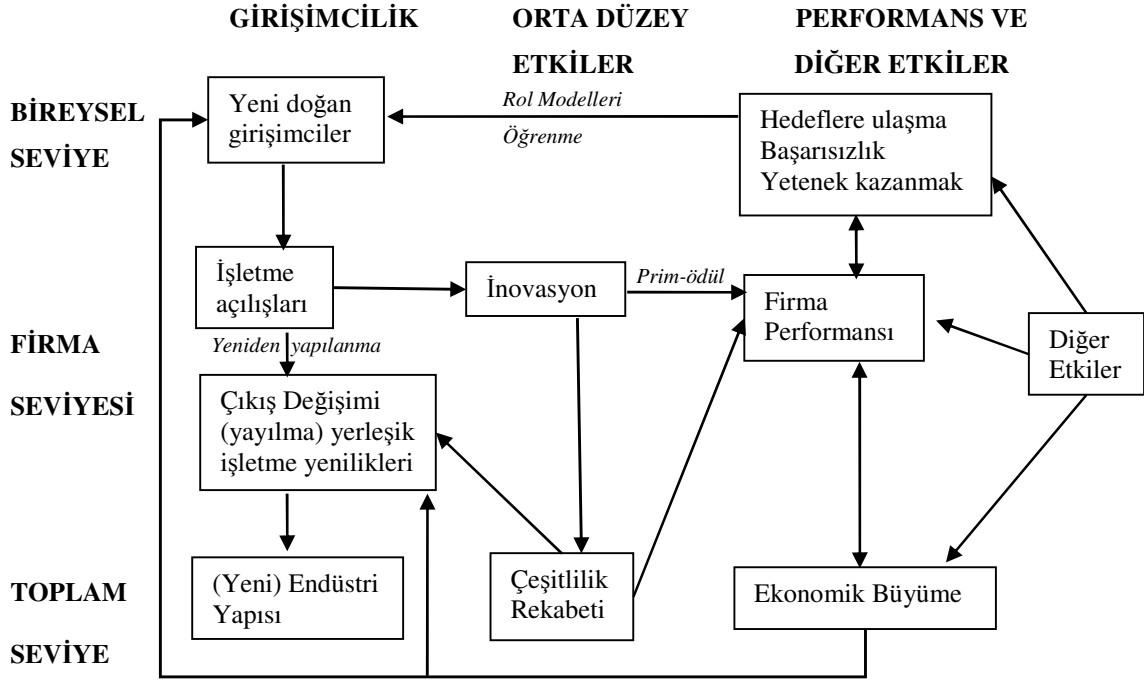 GİRİŞİMCİLİK
ORTA DÜZEY
ETKİLER
PERFORMANS VE
DİĞER ETKİLER
BİREYSEL
SEVİYE
Yeni doğan
girişimciler
Rol Modelleri
Öğrenme
Hedeflere ulaşma
Başarısızlık
Yetenek kazanmak
İşletme
açılışları
İnovasyon
Prim-ödül
Firma
Performansı
Diğer
Etkiler
FİRMA
SEVİYESİ
Yeniden yapılanma
Çıkış Değişimi
(yayılma) yerleşik
işletme yenilikleri
TOPLAM
SEVİYE
(Yeni) Endüstri
Yapısı
Çeşitlilik
Rekabeti
Ekonomik Büyüme